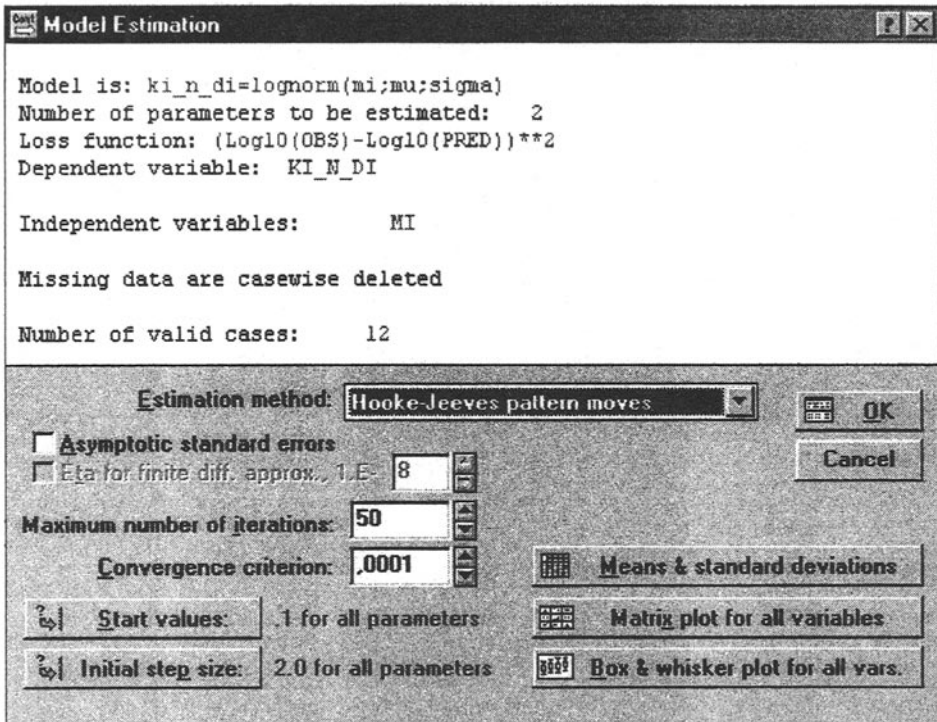 Model Estimation
Model is: ki_n_di=lognorm(mi;mu;sigma)
Number of parameters to be estimated: 2
Loss function: (Log10(OBS)-Log10(PRED))**2
Dependent variable: KI_N_DI
Independent variables: MI
Missing data are casewise deleted
Number of valid cases: 12
Estimation method: Hooke-Jeeves pattern moves
OK
Asymptotic standard errors
Cancel
Eta for finite diff. approx., 1.E- 8
Maximum number of iterations: 50
Convergence criterion: ,0001
Means & standard deviations
Start values: .1 for all parameters
Matrix plot for all variables
Initial step size: 2.0 for all parameters
Box & whisker plot for all vars.